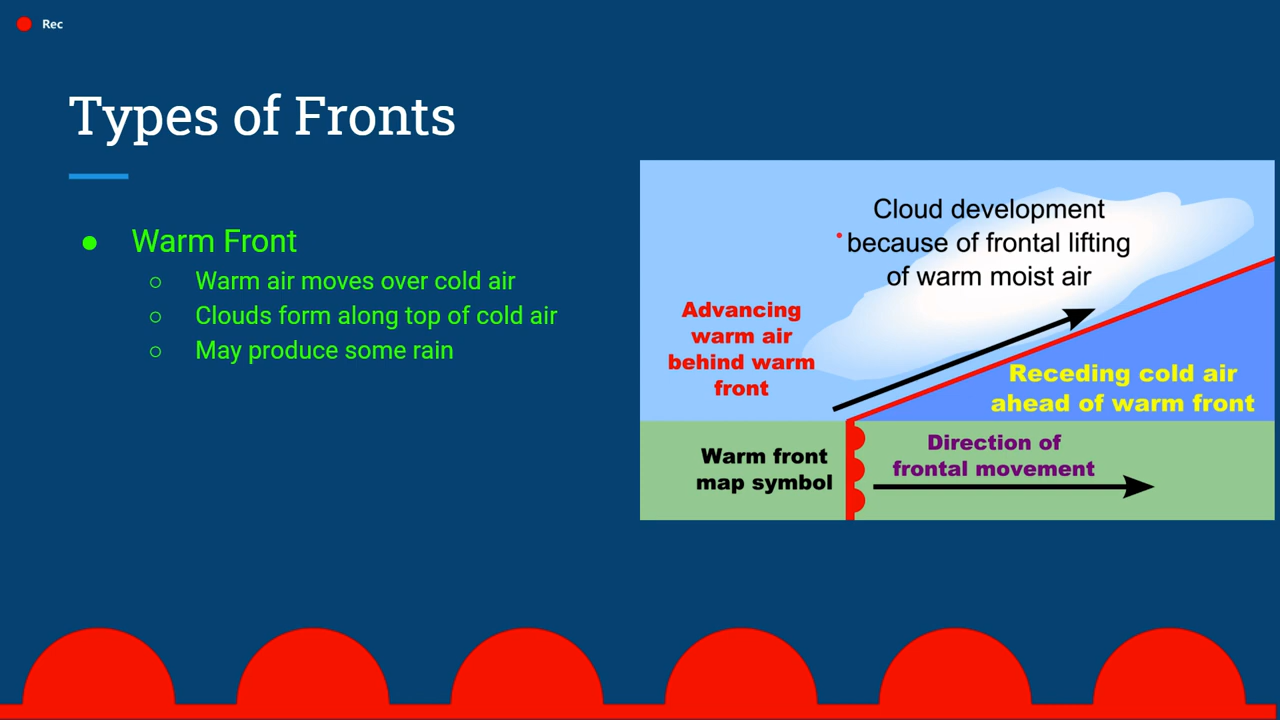 Rec
Types of Fronts
● Warm Front
○ Warm air moves over cold air
○ Clouds form along top of cold air
○ May produce some rain
Cloud development
because of frontal lifting
of warm moist air
Advancing
warm air
behind warm
front
Receding cold air
ahead of warm front
Warm front
map symbol
Direction of
frontal movement